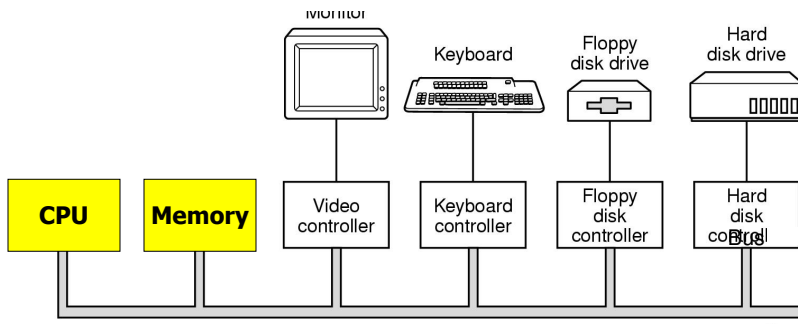 Monitor
Keyboard
Floppy
disk drive
Hard
disk drive
CPU
Memory
Video
controller
Keyboard
controller
Floppy
disk
controller
Hard
disk
controll
Bus